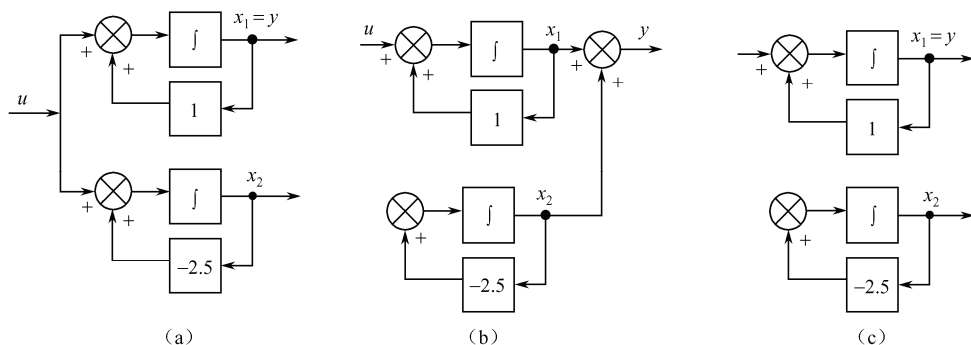 x₁ = y
+
∫
+
1
u
x₂
+
∫
+
−2.5
(a)
u
x₁
y
+
∫
+
+
+
1
x₂
∫
+
−2.5
(b)
x₁ = y
+
∫
+
1
x₂
∫
+
−2.5
(c)